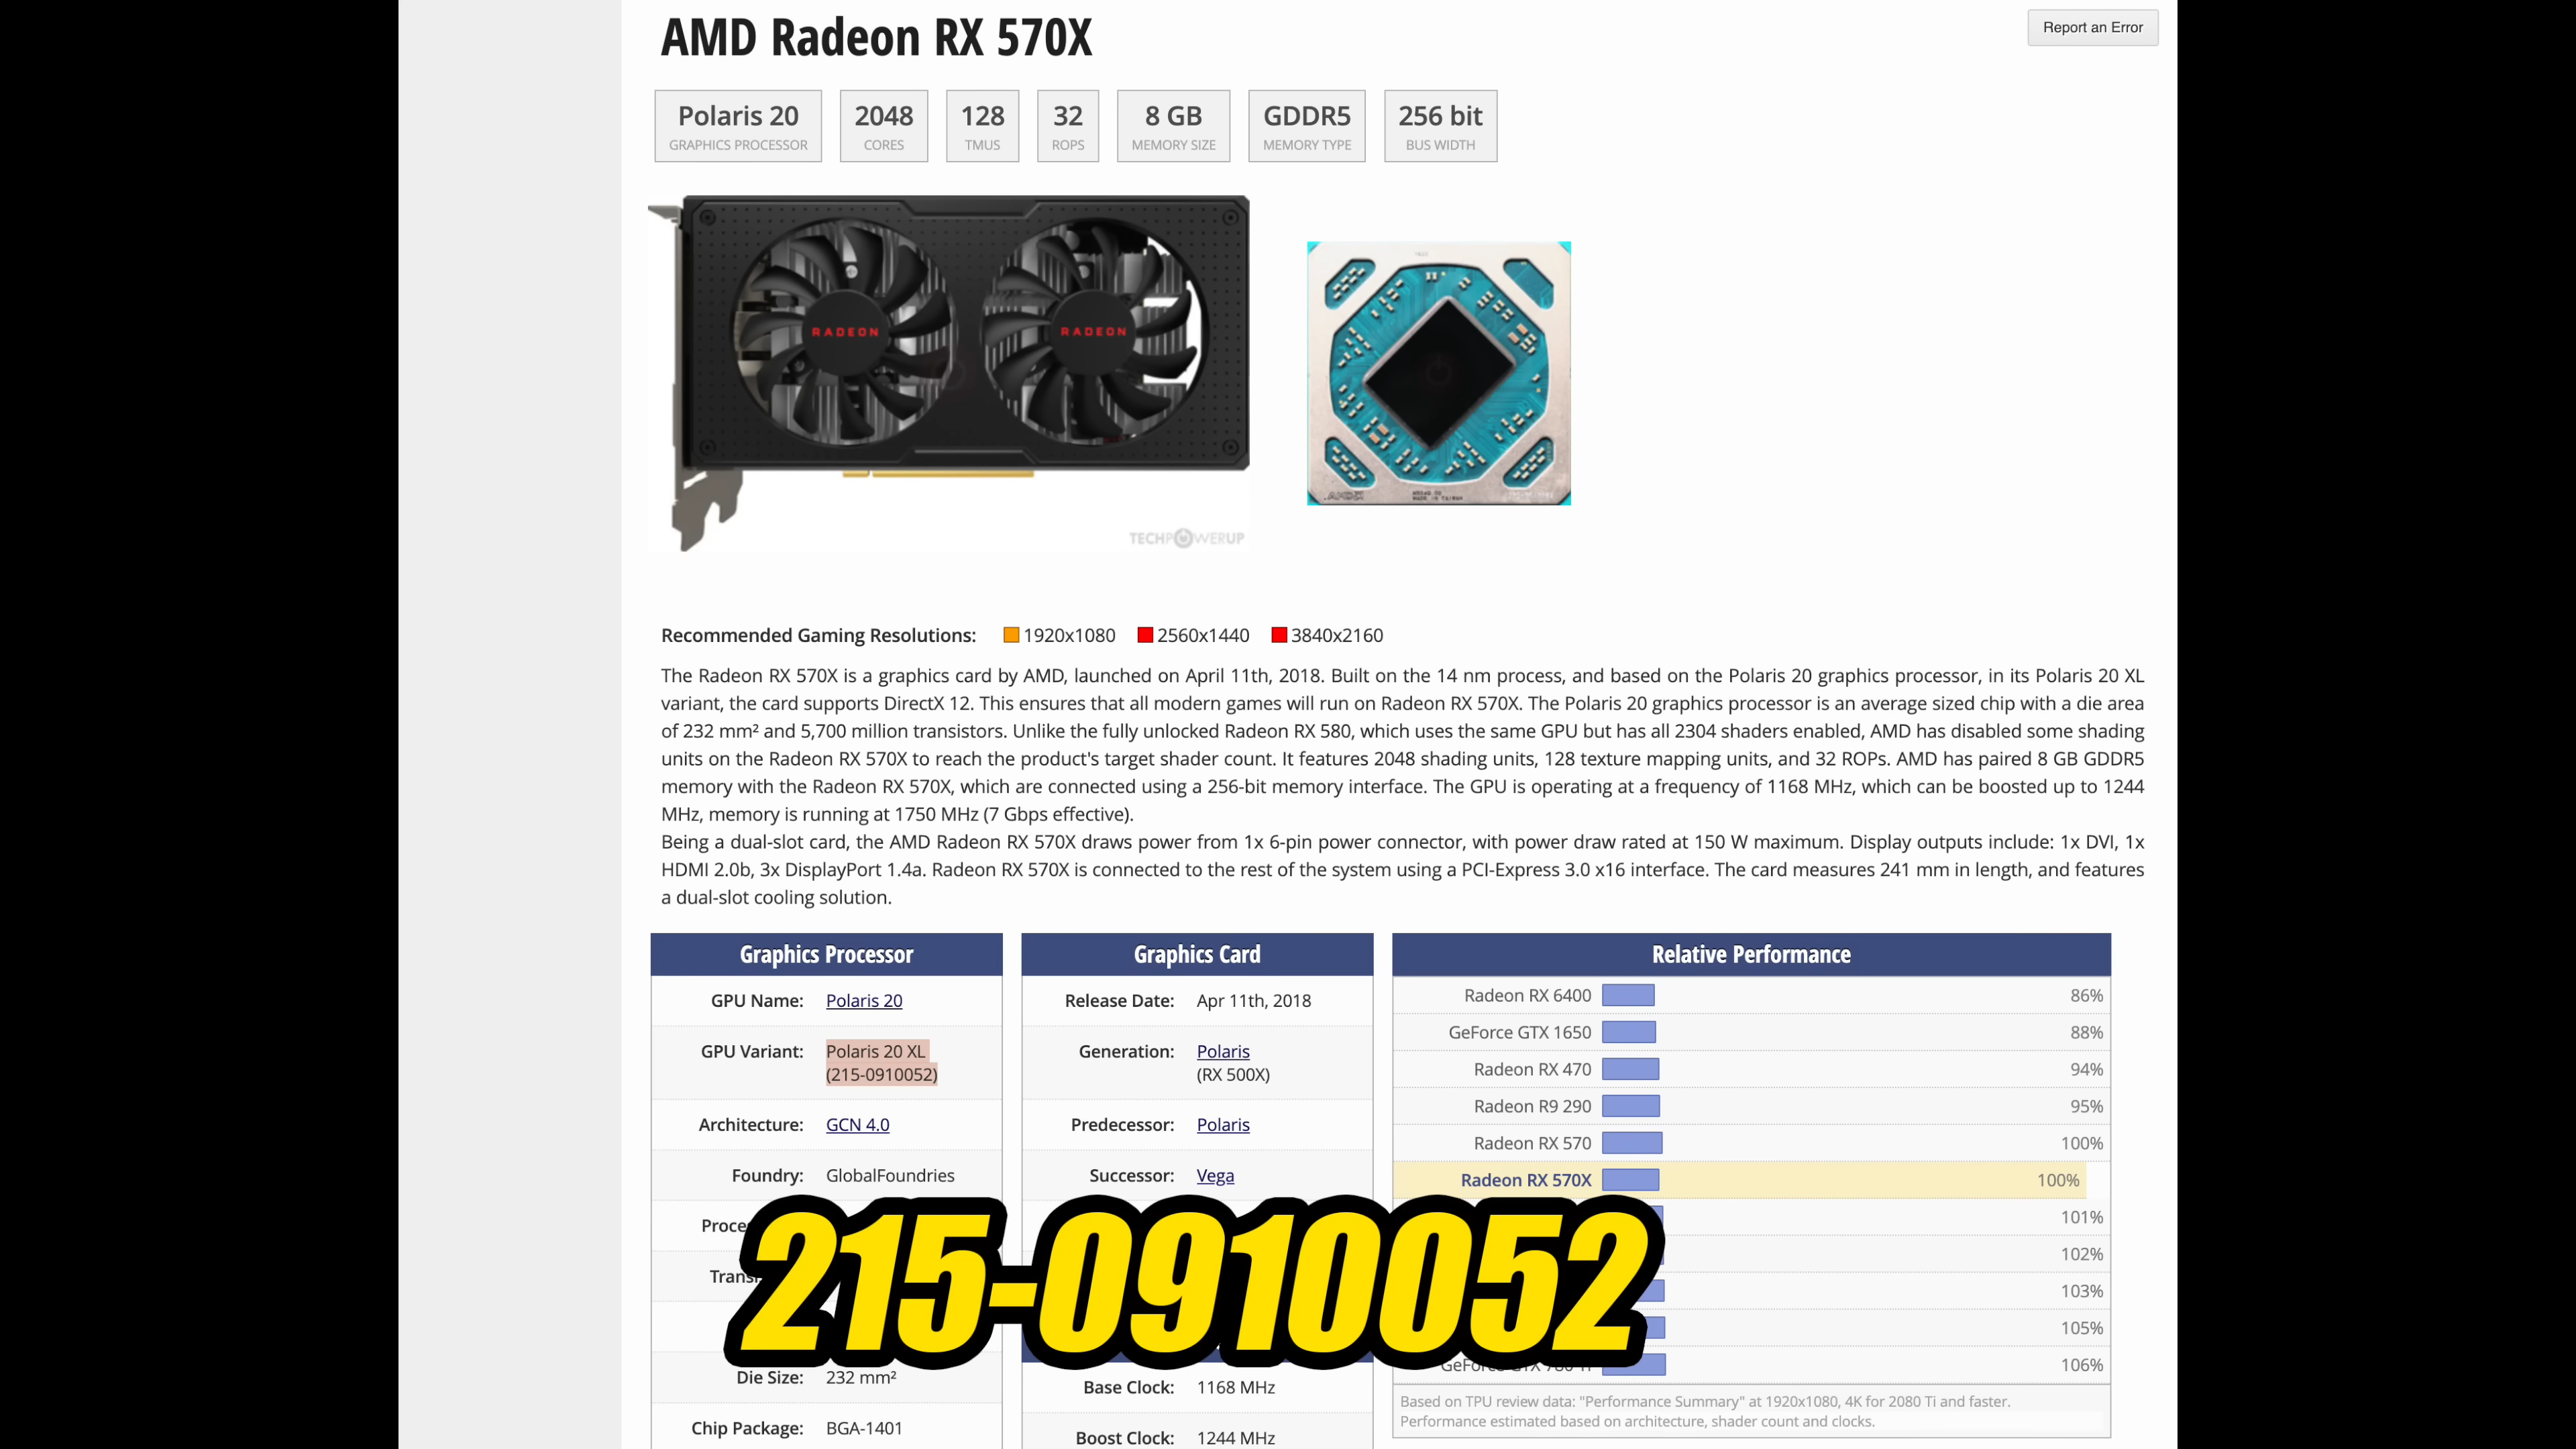 AMD Radeon RX 570X
Report an Error
Polaris 20
GRAPHICS PROCESSOR
2048
CORES
128
TMUS
32
ROPS
8 GB
MEMORY SIZE
GDDR5
MEMORY TYPE
256 bit
BUS WIDTH
RADEON
RADEON
TECHPOWERUP
Recommended Gaming Resolutions: 1920x1080 2560x1440 3840x2160
The Radeon RX 570X is a graphics card by AMD, launched on April 11th, 2018. Built on the 14 nm process, and based on the Polaris 20 graphics processor, in its Polaris 20 XL
variant, the card supports DirectX 12. This ensures that all modern games will run on Radeon RX 570X. The Polaris 20 graphics processor is an average sized chip with a die area
of 232 mm² and 5,700 million transistors. Unlike the fully unlocked Radeon RX 580, which uses the same GPU but has all 2304 shaders enabled, AMD has disabled some shading
units on the Radeon RX 570X to reach the product's target shader count. It features 2048 shading units, 128 texture mapping units, and 32 ROPs. AMD has paired 8 GB GDDR5
memory with the Radeon RX 570X, which are connected using a 256-bit memory interface. The GPU is operating at a frequency of 1168 MHz, which can be boosted up to 1244
MHz, memory is running at 1750 MHz (7 Gbps effective).
Being a dual-slot card, the AMD Radeon RX 570X draws power from 1x 6-pin power connector, with power draw rated at 150 W maximum. Display outputs include: 1x DVI, 1x
HDMI 2.0b, 3x DisplayPort 1.4a. Radeon RX 570X is connected to the rest of the system using a PCI-Express 3.0 x16 interface. The card measures 241 mm in length, and features
a dual-slot cooling solution.
Graphics Processor
GPU Name: Polaris 20
GPU Variant: Polaris 20 XL
(215-0910052)
Architecture: GCN 4.0
Foundry: GlobalFoundries
Die Size: 232 mm²
Chip Package: BGA-1401
Graphics Card
Release Date: Apr 11th, 2018
Generation: Polaris
(RX 500X)
Predecessor: Polaris
Successor: Vega
Base Clock: 1168 MHz
Boost Clock: 1244 MHz
Relative Performance
Radeon RX 6400 86%
GeForce GTX 1650 88%
Radeon RX 470 94%
Radeon R9 290 95%
Radeon RX 570 100%
Radeon RX 570X 100%
101%
102%
103%
105%
106%
Based on TPU review data: "Performance Summary" at 1920x1080, 4K for 2080 Ti and faster.
Performance estimated based on architecture, shader count and clocks.
215-0910052